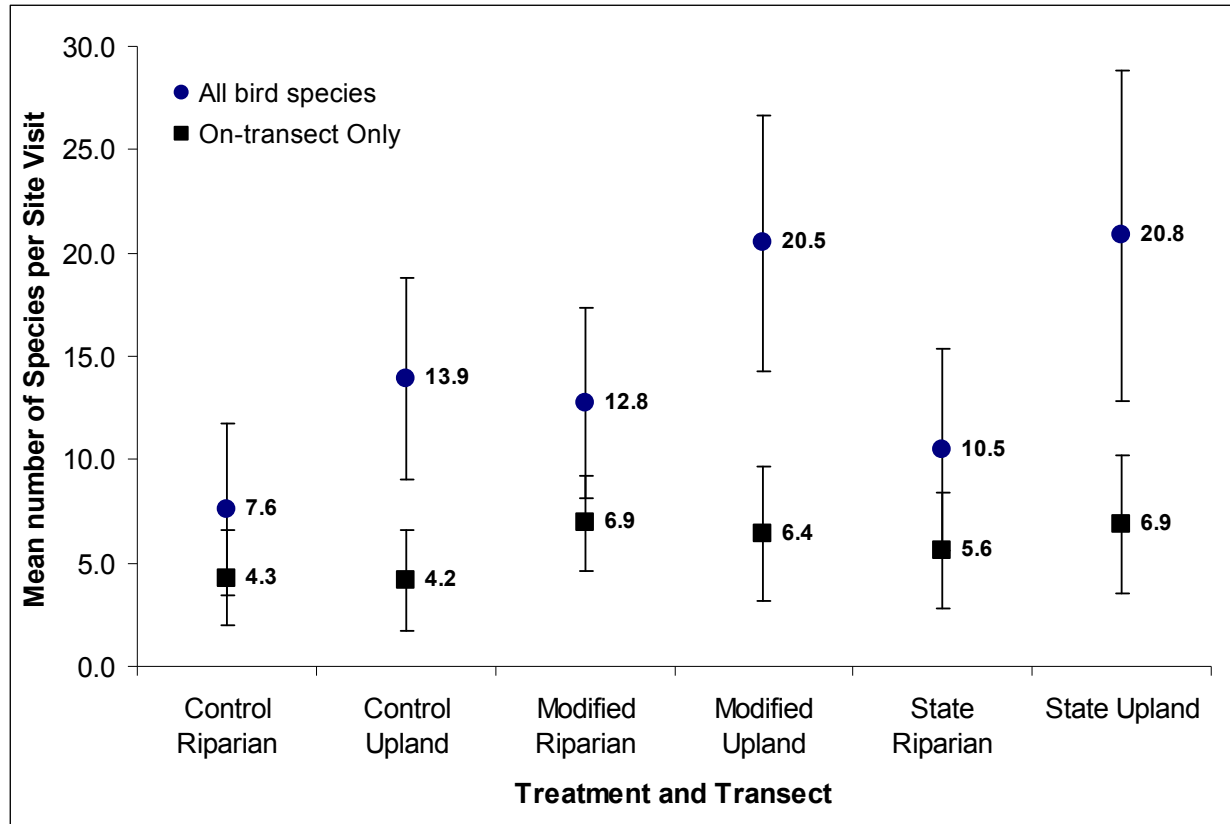 30.0
25.0
20.0
15.0
10.0
5.0
0.0
Mean number of Species per Site Visit
All bird species
On-transect Only
7.6
4.3
13.9
4.2
12.8
6.9
20.5
6.4
10.5
5.6
20.8
6.9
Control
Riparian
Control
Upland
Modified
Riparian
Modified
Upland
State
Riparian
State Upland
Treatment and Transect